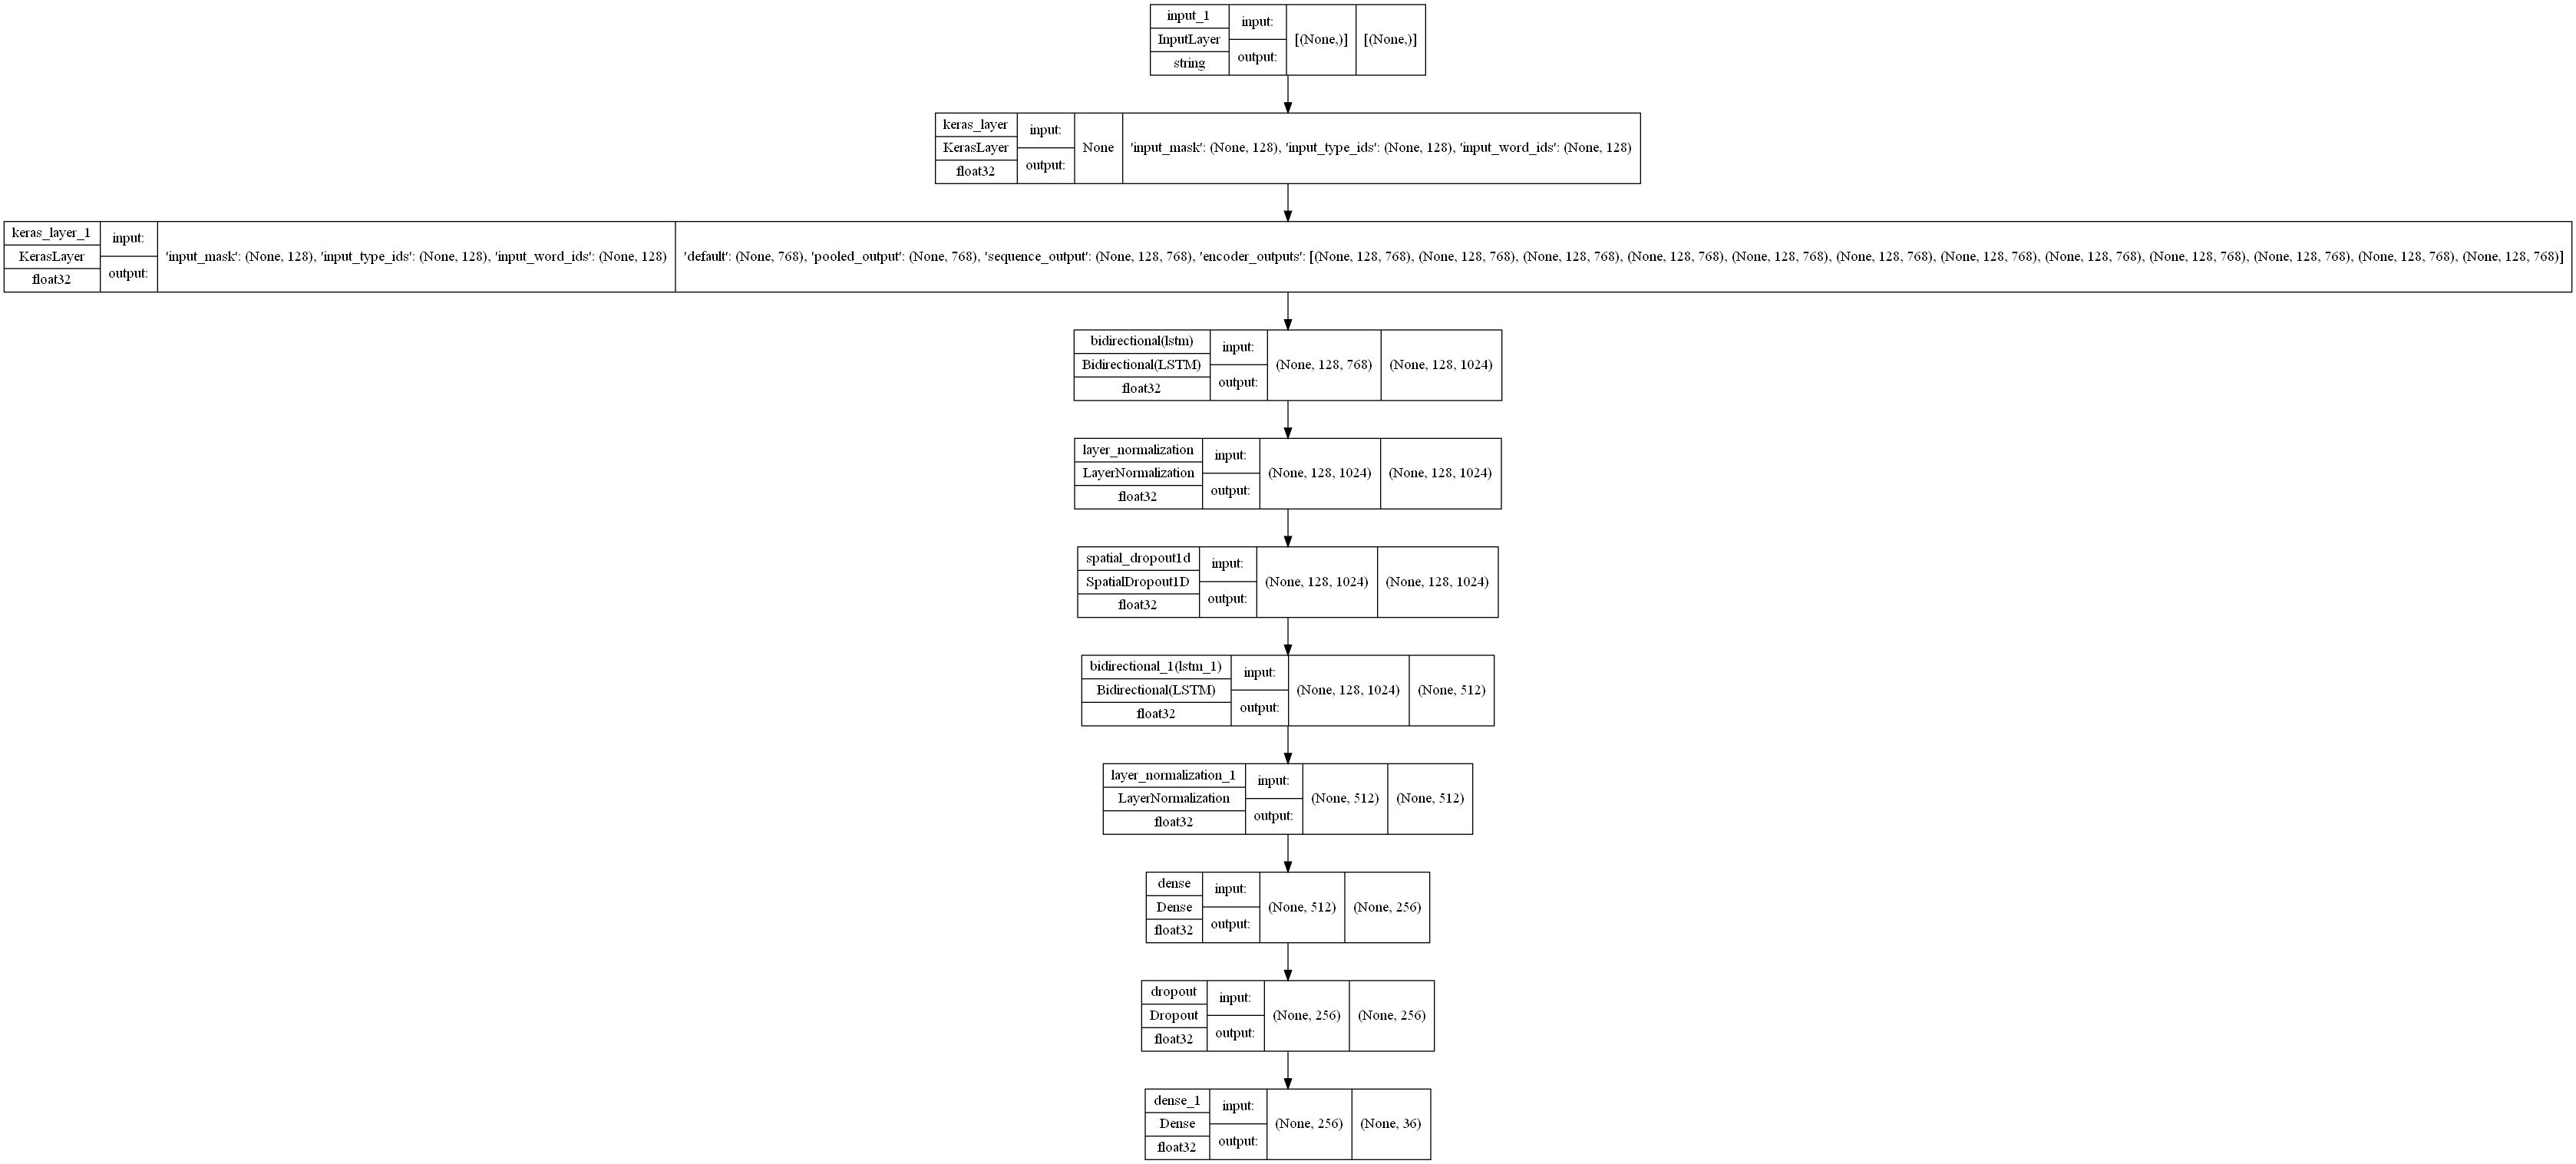 input_1
InputLayer
string
input:
output:
[(None,)]
[(None,)]
keras_layer
KerasLayer
float32
input:
output:
None
'input_mask': (None, 128), 'input_type_ids': (None, 128), 'input_word_ids': (None, 128)
keras_layer_1
KerasLayer
float32
input:
output:
'input_mask': (None, 128), 'input_type_ids': (None, 128), 'input_word_ids': (None, 128)
'default': (None, 768), 'pooled_output': (None, 768), 'sequence_output': (None, 128, 768), 'encoder_outputs': [(None, 128, 768), (None, 128, 768), (None, 128, 768), (None, 128, 768), (None, 128, 768), (None, 128, 768), (None, 128, 768), (None, 128, 768), (None, 128, 768), (None, 128, 768), (None, 128, 768), (None, 128, 768)]
bidirectional(lstm)
Bidirectional(LSTM)
float32
input:
output:
(None, 128, 768)
(None, 128, 1024)
layer_normalization
LayerNormalization
float32
input:
output:
(None, 128, 1024)
(None, 128, 1024)
spatial_dropout1d
SpatialDropout1D
float32
input:
output:
(None, 128, 1024)
(None, 128, 1024)
bidirectional_1(lstm_1)
Bidirectional(LSTM)
float32
input:
output:
(None, 128, 1024)
(None, 512)
layer_normalization_1
LayerNormalization
float32
input:
output:
(None, 512)
(None, 512)
dense
Dense
float32
input:
output:
(None, 512)
(None, 256)
dropout
Dropout
float32
input:
output:
(None, 256)
(None, 256)
dense_1
Dense
float32
input:
output:
(None, 256)
(None, 36)